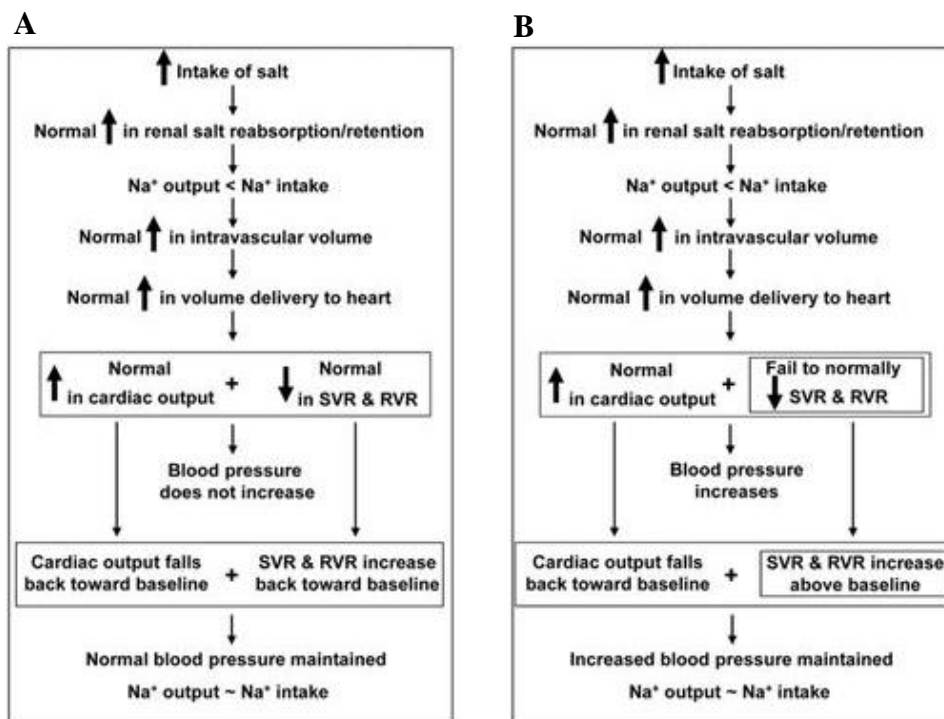 A
Intake of salt
Normal in renal salt reabsorption/retention
Na⁺ output < Na⁺ intake
Normal in intravascular volume
Normal in volume delivery to heart
Normal
in cardiac output
+
Normal
in SVR & RVR
Blood pressure
does not increase
Cardiac output falls
back toward baseline
+
SVR & RVR increase
back toward baseline
Normal blood pressure maintained
Na⁺ output ~ Na⁺ intake
B
Intake of salt
Normal in renal salt reabsorption/retention
Na⁺ output < Na⁺ intake
Normal in intravascular volume
Normal in volume delivery to heart
Normal
in cardiac output
+
Fail to normally
SVR & RVR
Blood pressure
increases
Cardiac output falls
back toward baseline
+
SVR & RVR increase
above baseline
Increased blood pressure maintained
Na⁺ output ~ Na⁺ intake